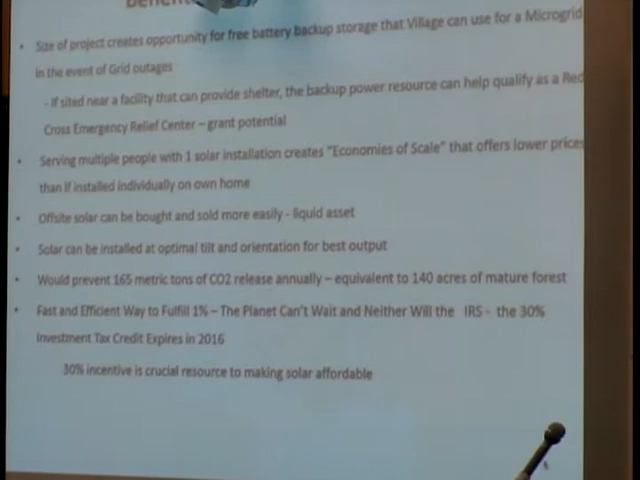 Benefits
• Size of project creates opportunity for free battery backup storage that Village can use for a Microgrid
in the event of Grid outages
- If sited near a facility that can provide shelter, the backup power resource can help qualify as a Red
Cross Emergency Relief Center – grant potential
• Serving multiple people with 1 solar installation creates "Economies of Scale" that offers lower prices
than if installed individually on own home
• Offsite solar can be bought and sold more easily - liquid asset
• Solar can be installed at optimal tilt and orientation for best output
• Would prevent 165 metric tons of CO2 release annually – equivalent to 140 acres of mature forest
• Fast and Efficient Way to Fulfill 1% – The Planet Can't Wait and Neither Will the IRS - the 30%
Investment Tax Credit Expires in 2016
30% incentive is crucial resource to making solar affordable